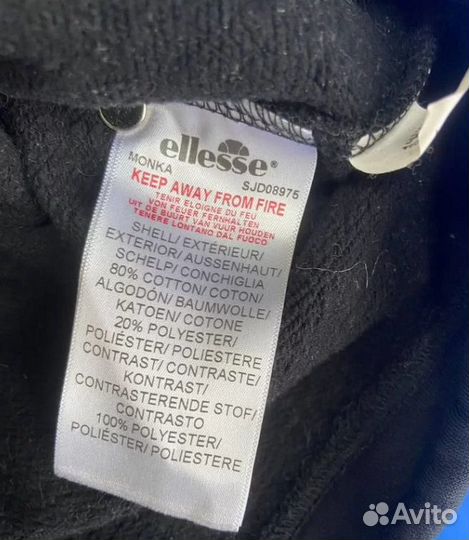 ellesse®
MONKA SJD08975
KEEP AWAY FROM FIRE
TENIR ELOIGNE DU FEU
VON FEUER FERNHALTEN
UIT DE BUURT VAN VUUR HOUDEN
TENERE LONTANO DAL FUOCO
SHELL/ EXTÉRIEUR/
EXTERIOR/ AUSSENHAUT/
SCHELP/ CONCHIGLIA
80% COTTON/ COTON/
ALGODÓN/ BAUMWOLLE/
KATOEN/ COTONE
20% POLYESTER/
POLIÉSTER/ POLIESTERE
CONTRAST/ CONTRASTE/
KONTRAST/
CONTRASTERENDE STOF/
CONTRASTO
100% POLYESTER/
POLIÉSTER/ POLIESTERE
Avito